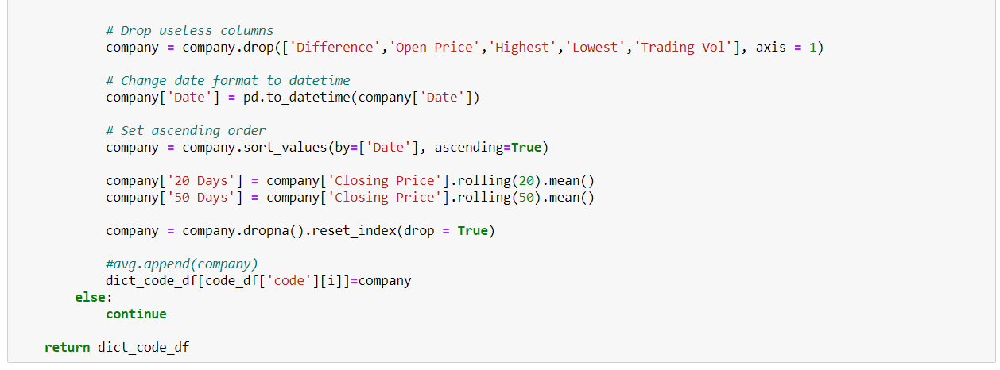 # Drop useless columns
company = company.drop(['Difference','Open Price','Highest','Lowest','Trading Vol'], axis = 1)
# Change date format to datetime
company['Date'] = pd.to_datetime(company['Date'])
# Set ascending order
company = company.sort_values(by=['Date'], ascending=True)
company['20 Days'] = company['Closing Price'].rolling(20).mean()
company['50 Days'] = company['Closing Price'].rolling(50).mean()
company = company.dropna().reset_index(drop = True)
#avg.append(company)
dict_code_df[code_df['code'][i]]=company
else:
continue
return dict_code_df